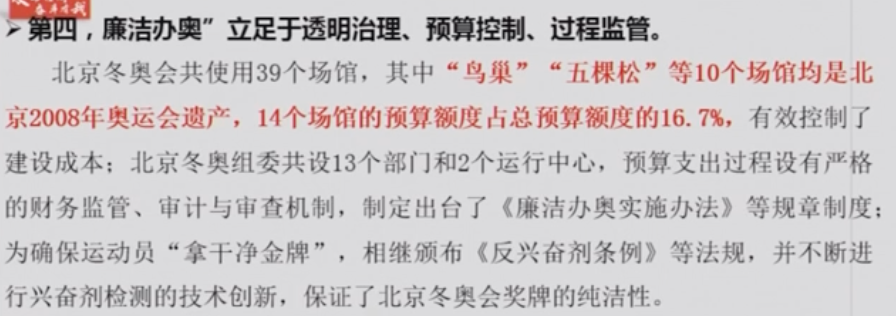 第四，廉洁办奥”立足于透明治理、预算控制、过程监管。
北京冬奥会共使用39个场馆，其中“鸟巢”“五棵松”等10个场馆均是北
京2008年奥运会遗产，14个场馆的预算额度占总预算额度的16.7%，有效控制了
建设成本；北京冬奥组委共设13个部门和2个运行中心，预算支出过程设有严格
的财务监管、审计与审查机制，制定出台了《廉洁办奥实施办法》等规章制度；
为确保运动员“拿干净金牌”，相继颁布《反兴奋剂条例》等法规，并不断进
行兴奋剂检测的技术创新，保证了北京冬奥会奖牌的纯洁性。